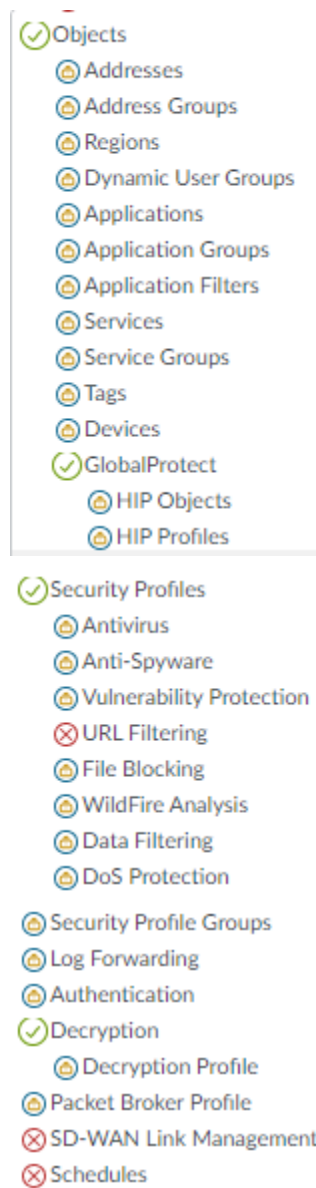 Objects
Addresses
Address Groups
Regions
Dynamic User Groups
Applications
Application Groups
Application Filters
Services
Service Groups
Tags
Devices
GlobalProtect
HIP Objects
HIP Profiles
Security Profiles
Antivirus
Anti-Spyware
Vulnerability Protection
URL Filtering
File Blocking
WildFire Analysis
Data Filtering
DoS Protection
Security Profile Groups
Log Forwarding
Authentication
Decryption
Decryption Profile
Packet Broker Profile
SD-WAN Link Management
Schedules